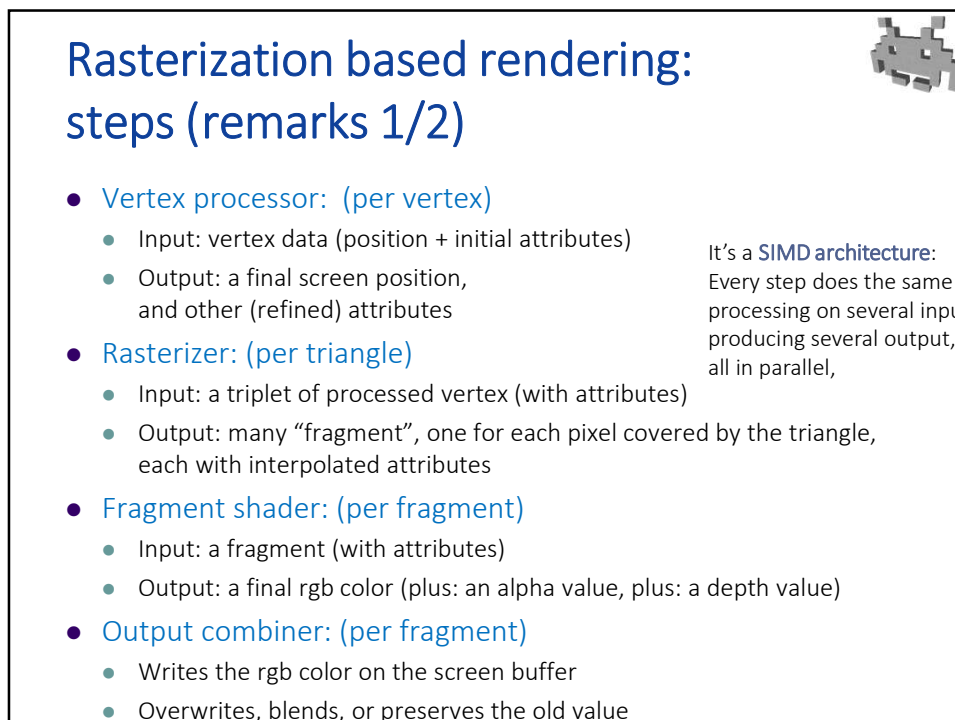 Rasterization based rendering:
steps (remarks 1/2)
Vertex processor: (per vertex)
Input: vertex data (position + initial attributes)
Output: a final screen position,
and other (refined) attributes
It's a SIMD architecture:
Every step does the same
processing on several
producing several output,
all in parallel,
Rasterizer: (per triangle)
Input: a triplet of processed vertex (with attributes)
Output: many “fragment”, one for each pixel covered by the triangle,
each with interpolated attributes
Fragment shader: (per fragment)
Input: a fragment (with attributes)
Output: a final rgb color (plus: an alpha value, plus: a depth value)
Output combiner: (per fragment)
Writes the rgb color on the screen buffer
Overwrites, blends, or preserves the old value